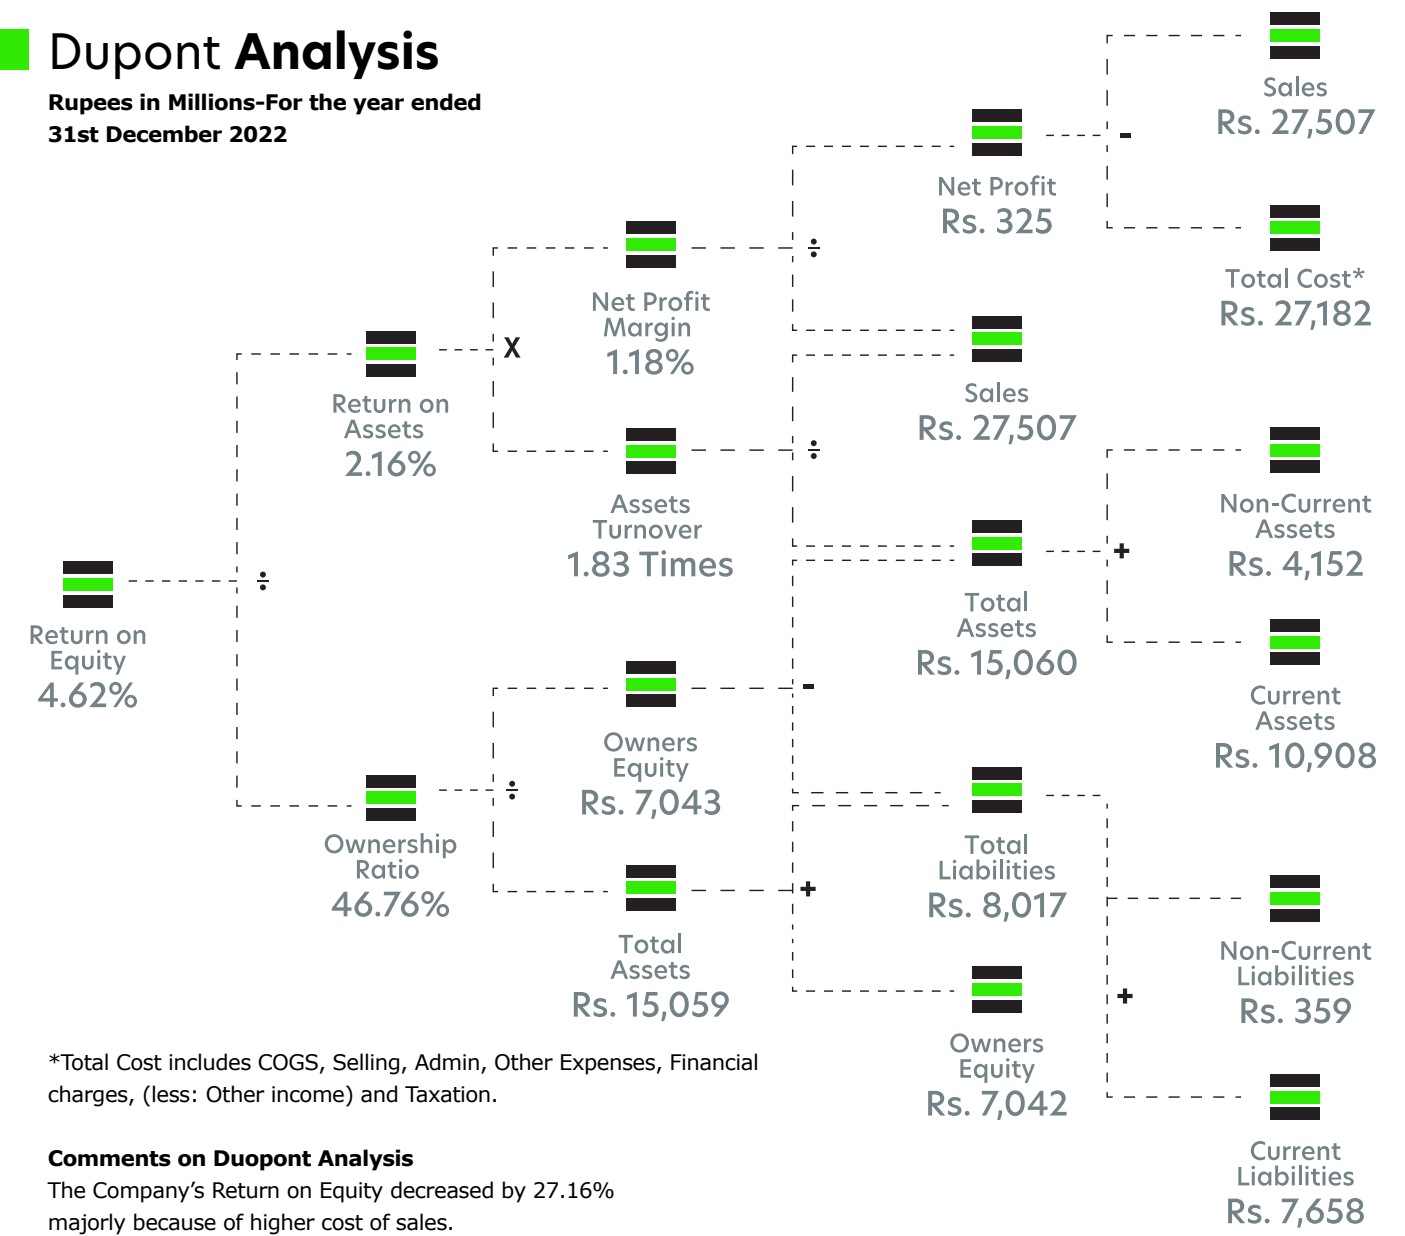 Dupont Analysis
Rupees in Millions-For the year ended
31st December 2022
Sales
Rs. 27,507
-
Net Profit
Rs. 325
Total Cost*
Rs. 27,182
÷
Net Profit
Margin
1.18%
X
Return on
Assets
2.16%
Sales
Rs. 27,507
÷
Assets
Turnover
1.83 Times
Non-Current
Assets
Rs. 4,152
+
Total
Assets
Rs. 15,060
÷
Return on
Equity
4.62%
Current
Assets
Rs. 10,908
-
Owners
Equity
Rs. 7,043
÷
Ownership
Ratio
46.76%
Total
Liabilities
Rs. 8,017
+
Total
Assets
Rs. 15,059
Non-Current
Liabilities
Rs. 359
+
Owners
Equity
Rs. 7,042
Current
Liabilities
Rs. 7,658
*Total Cost includes COGS, Selling, Admin, Other Expenses, Financial
charges, (less: Other income) and Taxation.
Comments on Duopont Analysis
The Company’s Return on Equity decreased by 27.16%
majorly because of higher cost of sales.